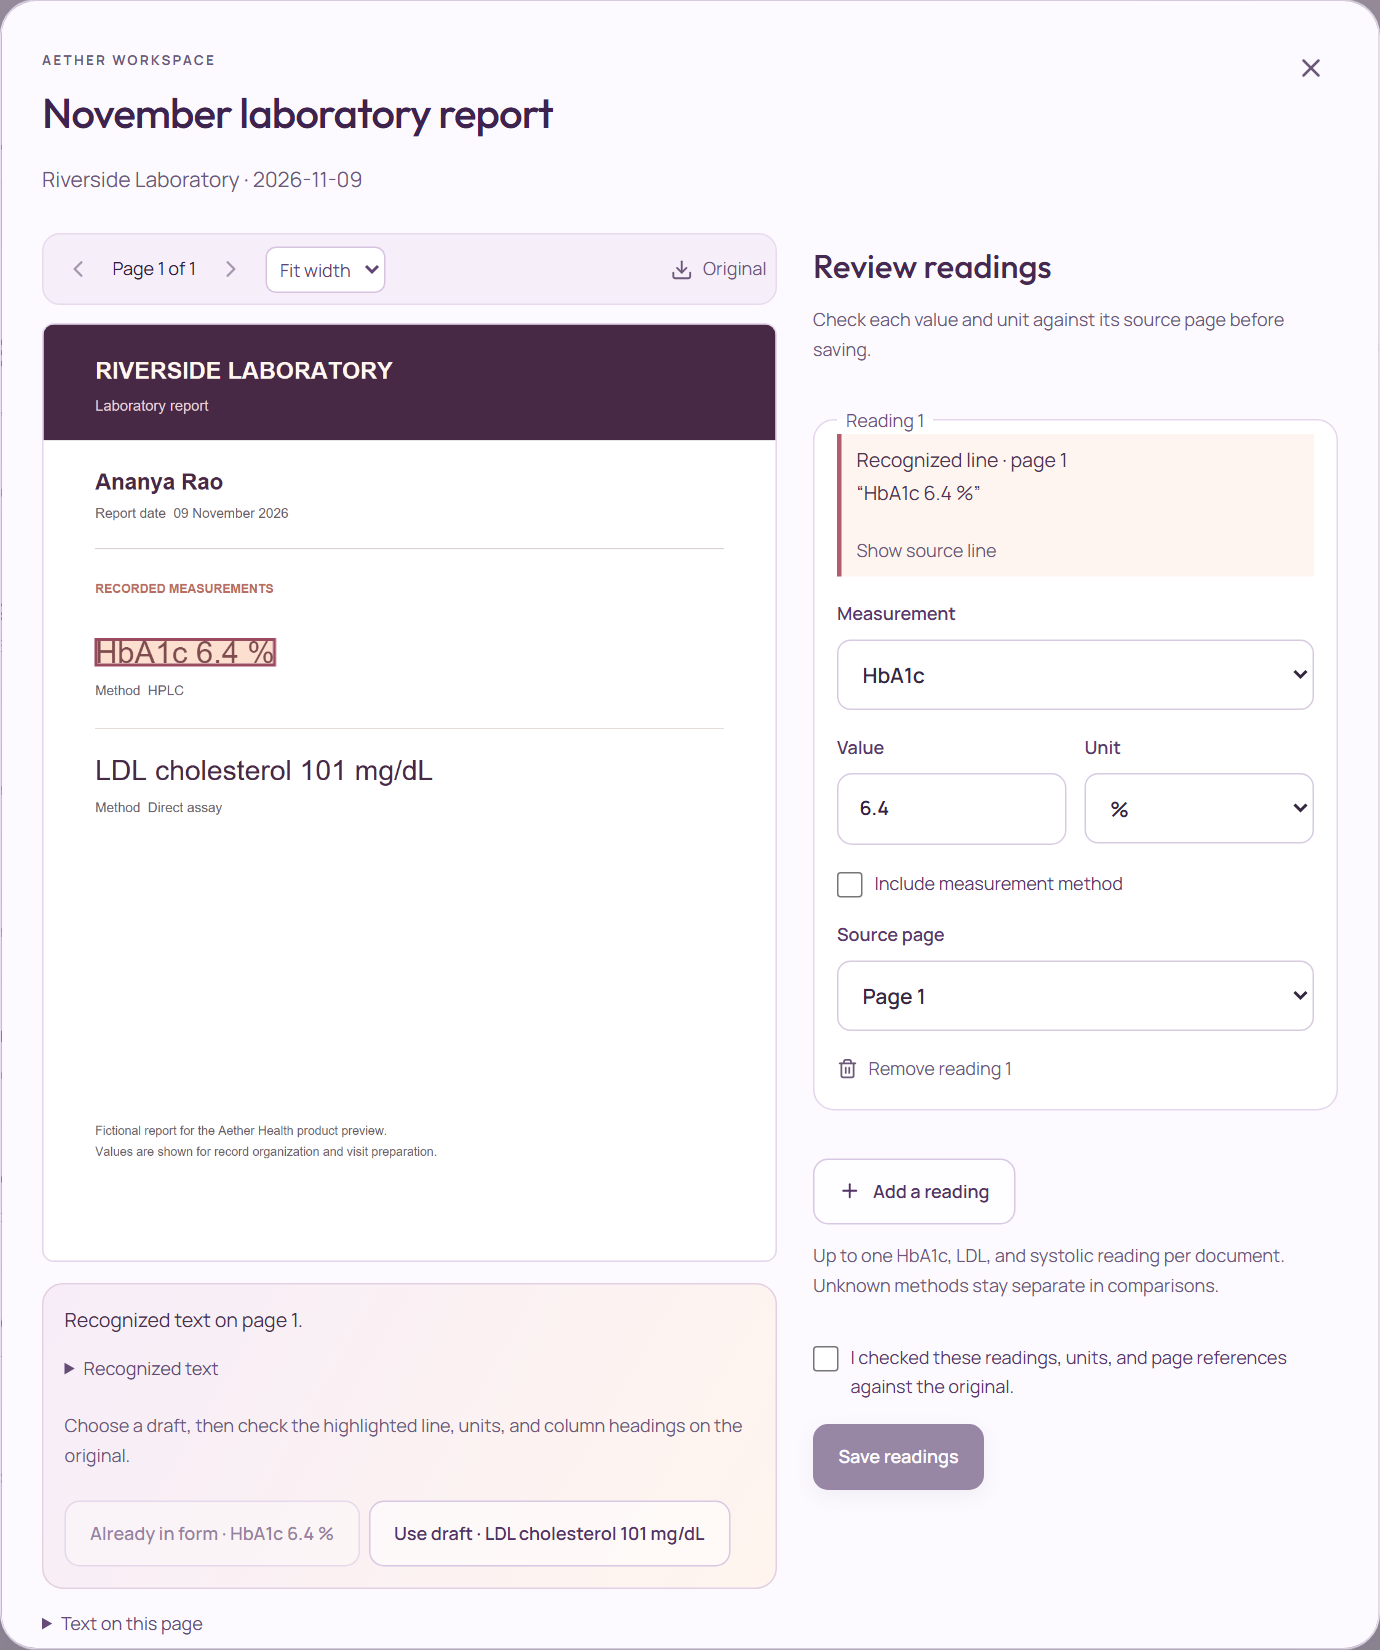 AETHER WORKSPACE
November laboratory report
Riverside Laboratory · 2026-11-09
Page 1 of 1
Fit width
Original
RIVERSIDE LABORATORY
Laboratory report
Ananya Rao
Report date 09 November 2026
RECORDED MEASUREMENTS
HbA1c 6.4 %
Method HPLC
LDL cholesterol 101 mg/dL
Method Direct assay
Fictional report for the Aether Health product preview.
Values are shown for record organization and visit preparation.
Recognized text on page 1.
Recognized text
Choose a draft, then check the highlighted line, units, and column headings on the
original.
Already in form · HbA1c 6.4 %
Use draft · LDL cholesterol 101 mg/dL
Text on this page
Review readings
Check each value and unit against its source page before
saving.
Reading 1
Recognized line · page 1
“HbA1c 6.4 %”
Show source line
Measurement
HbA1c
Value
Unit
6.4
%
Include measurement method
Source page
Page 1
Remove reading 1
Add a reading
Up to one HbA1c, LDL, and systolic reading per document.
Unknown methods stay separate in comparisons.
I checked these readings, units, and page references
against the original.
Save readings